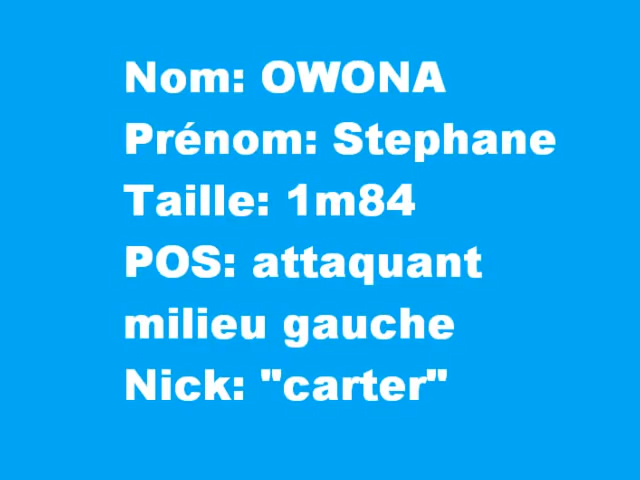 Nom: OWONA
Prénom: Stephane
Taille: 1m84
POS: attaquant
milieu gauche
Nick: "carter"